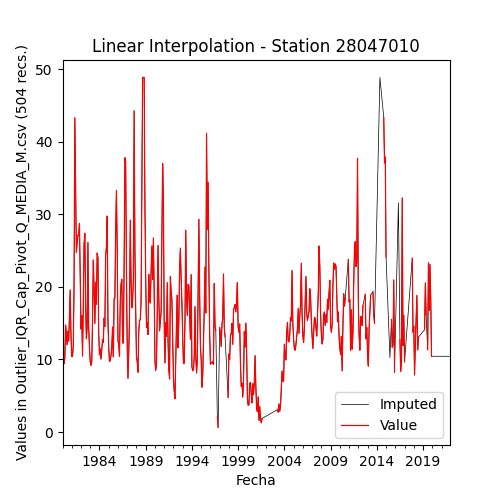 Linear Interpolation - Station 28047010
Values in Outlier_IQR_Cap_Pivot_Q_MEDIA_M.csv (504 recs.)
50
40
30
20
10
0
Imputed
Value
1984 1989 1994 1999 2004 2009 2014 2019
Fecha